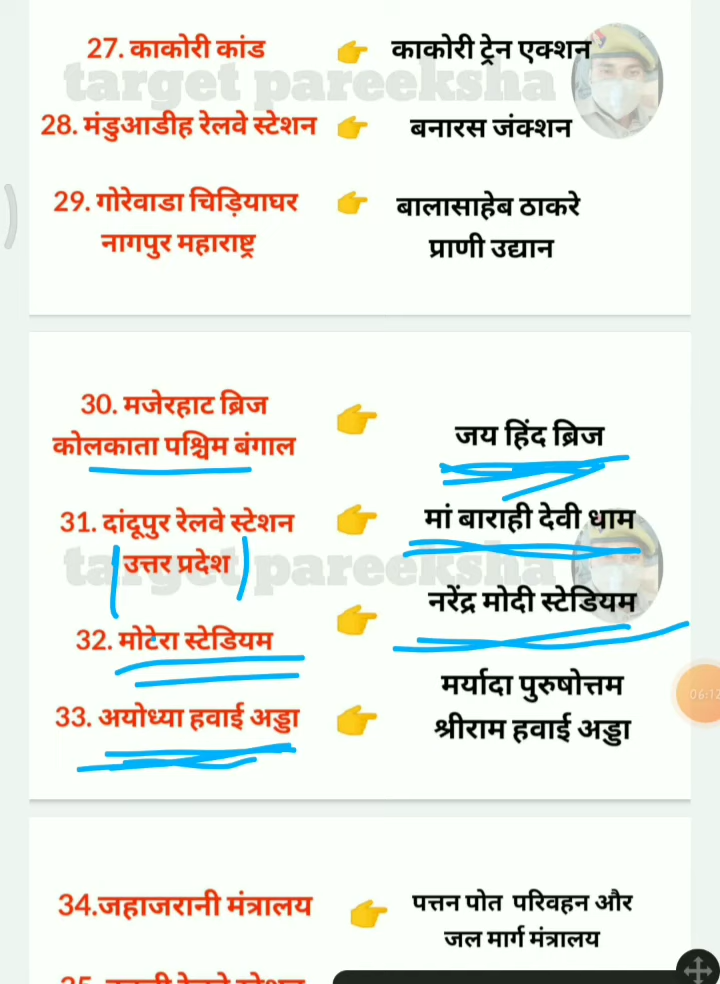 27. काकोरी कांड 👉 काकोरी ट्रेन एक्शन
target pareeksha
28. मंडुआडीह रेलवे स्टेशन 👉 बनारस जंक्शन
29. गोरेवाडा चिड़ियाघर 👉 बालासाहेब ठाकरे
नागपुर महाराष्ट्र प्राणी उद्यान
30. मजेरहाट ब्रिज
कोलकाता पश्चिम बंगाल 👉 जय हिंद ब्रिज
31. दांदूपुर रेलवे स्टेशन 👉 मां बाराही देवी धाम
उत्तर प्रदेश
target pareeksha
32. मोटेरा स्टेडियम 👉 नरेंद्र मोदी स्टेडियम
33. अयोध्या हवाई अड्डा 👉 मर्यादा पुरुषोत्तम
श्रीराम हवाई अड्डा
06:12
34.जहाजरानी मंत्रालय 👉 पत्तन पोत परिवहन और
जल मार्ग मंत्रालय